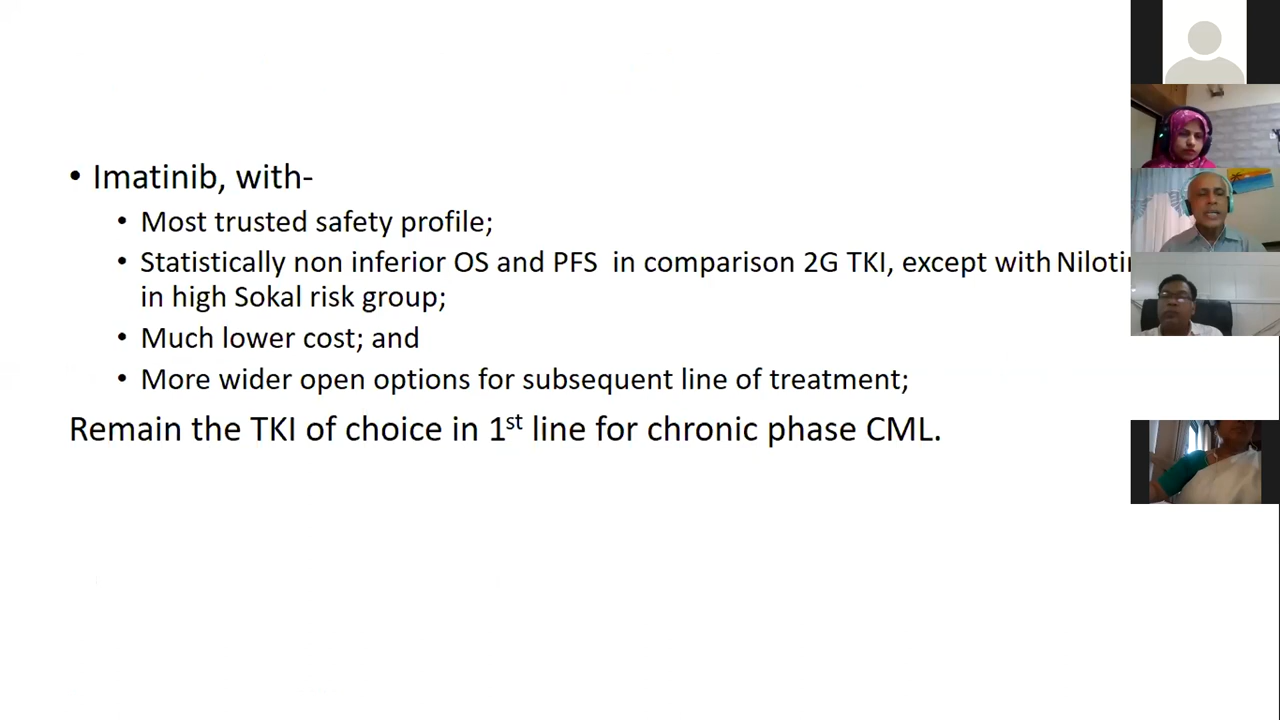 • Imatinib, with-
• Most trusted safety profile;
• Statistically non inferior OS and PFS in comparison 2G TKI, except with
in high Sokal risk group;
• Much lower cost; and
• More wider open options for subsequent line of treatment;
Remain the TKI of choice in 1st line for chronic phase CML.